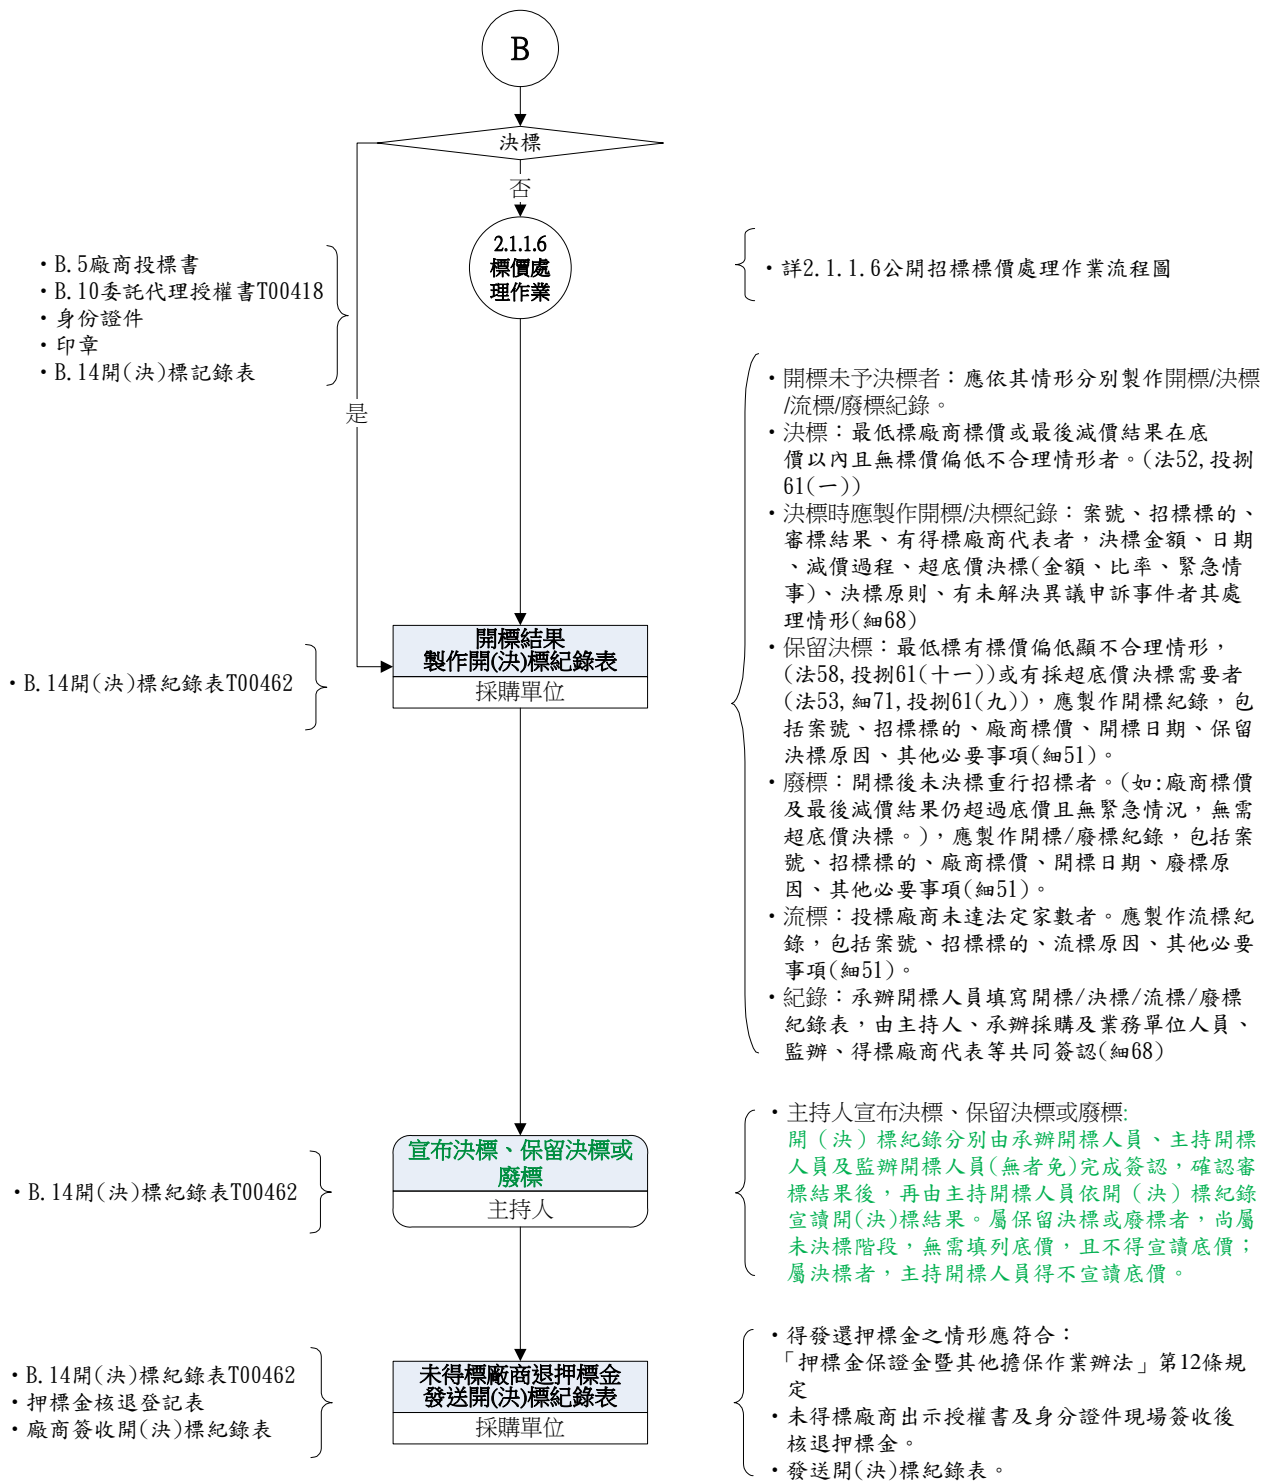 B
決標
否
2.1.1.6
標價處
理作業
・B.5廠商投標書
・B.10委託代理授權書T00418
・身份證件
・印章
・B.14開(決)標記錄表
・詳2.1.1.6公開招標標價處理作業流程圖
是
・開標未予決標者：應依其情形分別製作開標/決標
/流標/廢標紀錄。
・決標：最低標廠商標價或最後減價結果在底
價以內且無標價偏低不合理情形者。(法52,投捌
61(一))
・決標時應製作開標/決標紀錄：案號、招標標的、
審標結果、有得標廠商代表者，決標金額、日期
、減價過程、超底價決標(金額、比率、緊急情
事)、決標原則、有未解決異議申訴事件者其處
理情形(細68)
・保留決標：最低標有標價偏低顯不合理情形，
(法58,投捌61(十一))或有採超底價決標需要者
(法53,細71,投捌61(九))，應製作開標紀錄，包
括案號、招標標的、廠商標價、開標日期、保留
決標原因、其他必要事項(細51)。
・廢標：開標後未決標重行招標者。(如:廠商標價
及最後減價結果仍超過底價且無緊急情況，無需
超底價決標。)，應製作開標/廢標紀錄，包括案
號、招標標的、廠商標價、開標日期、廢標原
因、其他必要事項(細51)。
・流標：投標廠商未達法定家數者。應製作流標紀
錄，包括案號、招標標的、流標原因、其他必要
事項(細51)。
・紀錄：承辦開標人員填寫開標/決標/流標/廢標
紀錄表，由主持人、承辦採購及業務單位人員、
監辦、得標廠商代表等共同簽認(細68)
開標結果
製作開(決)標紀錄表
採購單位
・B.14開(決)標紀錄表T00462
宣布決標、保留決標或
廢標
主持人
・B.14開(決)標紀錄表T00462
・主持人宣布決標、保留決標或廢標:
開（決）標紀錄分別由承辦開標人員、主持開標
人員及監辦開標人員(無者免)完成簽認，確認審
標結果後，再由主持開標人員依開（決）標紀錄
宣讀開(決)標結果。屬保留決標或廢標者，尚屬
未決標階段，無需填列底價，且不得宣讀底價；
屬決標者，主持開標人員得不宣讀底價。
未得標廠商退押標金
發送開(決)標紀錄表
採購單位
・B.14開(決)標紀錄表T00462
・押標金核退登記表
・廠商簽收開(決)標紀錄表
・得發還押標金之情形應符合：
「押標金保證金暨其他擔保作業辦法」第12條規
定
・未得標廠商出示授權書及身分證件現場簽收後
核退押標金。
・發送開(決)標紀錄表。